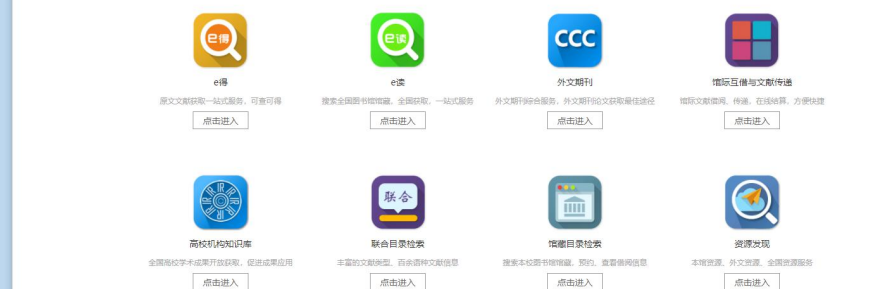 e得
e读
CCC
e得
e读
外文期刊
馆际互借与文献传递
原文文献获取一站式服务，可查可得
搜索全国图书馆馆藏，全国获取，一站式服务
外文期刊综合服务、外文期刊论文获取最佳途径
馆际文献借阅、传递，在线结算，方便快捷
点击进入
点击进入
点击进入
点击进入
IR IR IR IR
联合
高校机构知识库
联合目录检索
馆藏目录检索
资源发现
全国高校学术成果开放获取，促进成果应用
丰富的文献类型，百余语种文献信息
搜索本校图书馆馆藏，预约，查看借阅信息
本馆资源、外文资源、全国资源服务
点击进入
点击进入
点击进入
点击进入